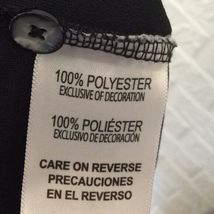 100% POLYESTER
EXCLUSIVE OF DECORATION
100% POLIÉSTER
EXCLUSIVO DE DECORACIÓN
CARE ON REVERSE
PRECAUCIONES
EN EL REVERSO